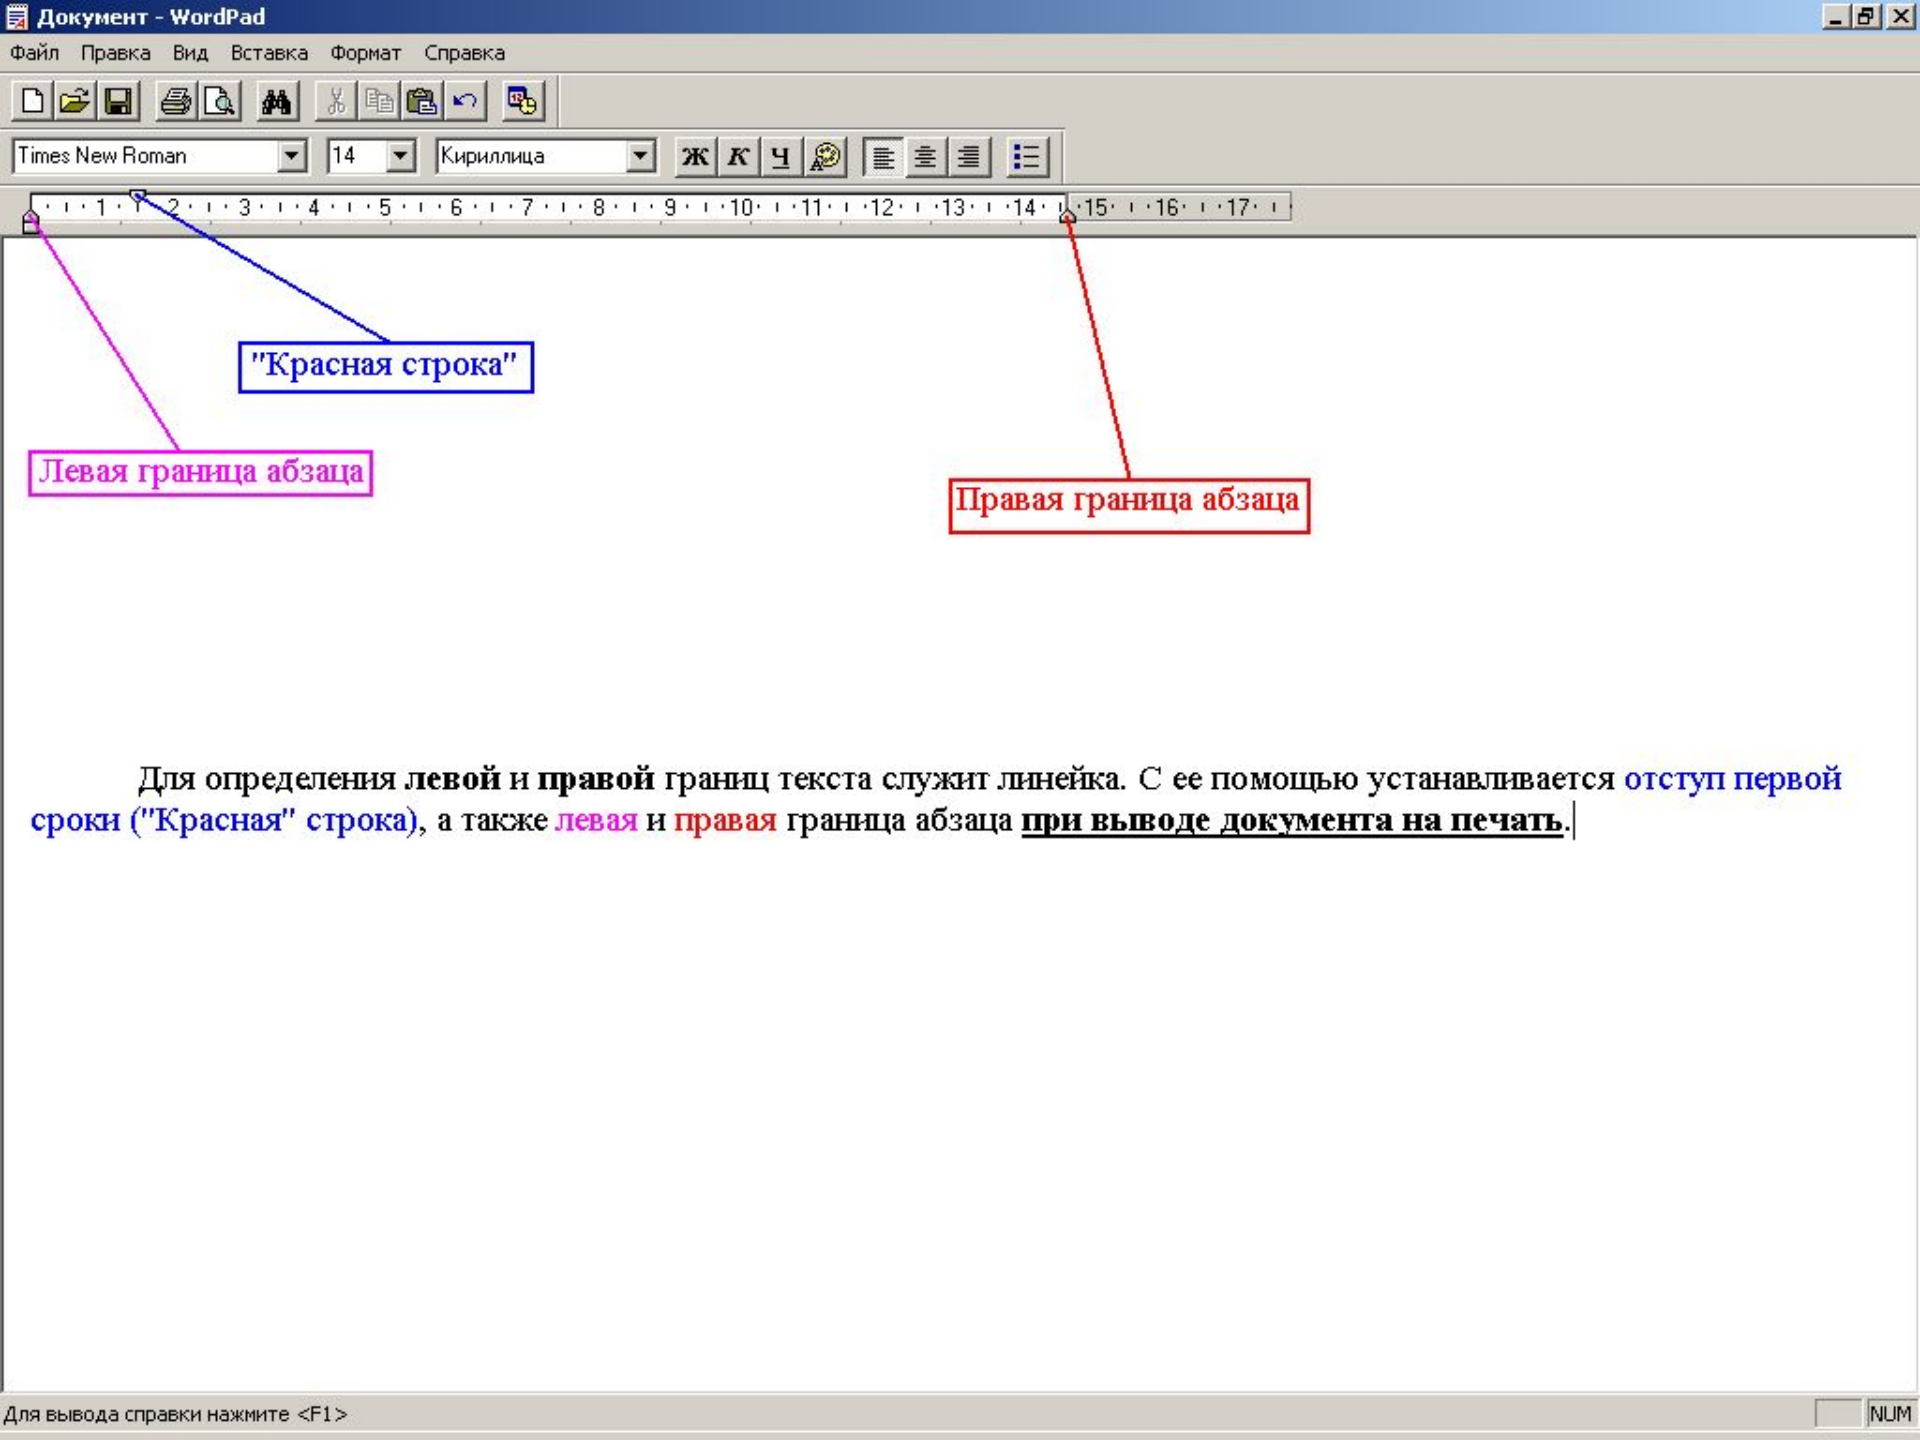 Документ - WordPad
Файл Правка Вид Вставка Формат Справка
Times New Roman 14 Кириллица Ж К Ч
1 2 3 4 5 6 7 8 9 10 11 12 13 14 15 16 17
"Красная строка"
Левая граница абзаца
Правая граница абзаца
Для определения левой и правой границ текста служит линейка. С ее помощью устанавливается отступ первой
сроки ("Красная" строка), а также левая и правая граница абзаца при выводе документа на печать.
Для вывода справки нажмите <F1>
NUM